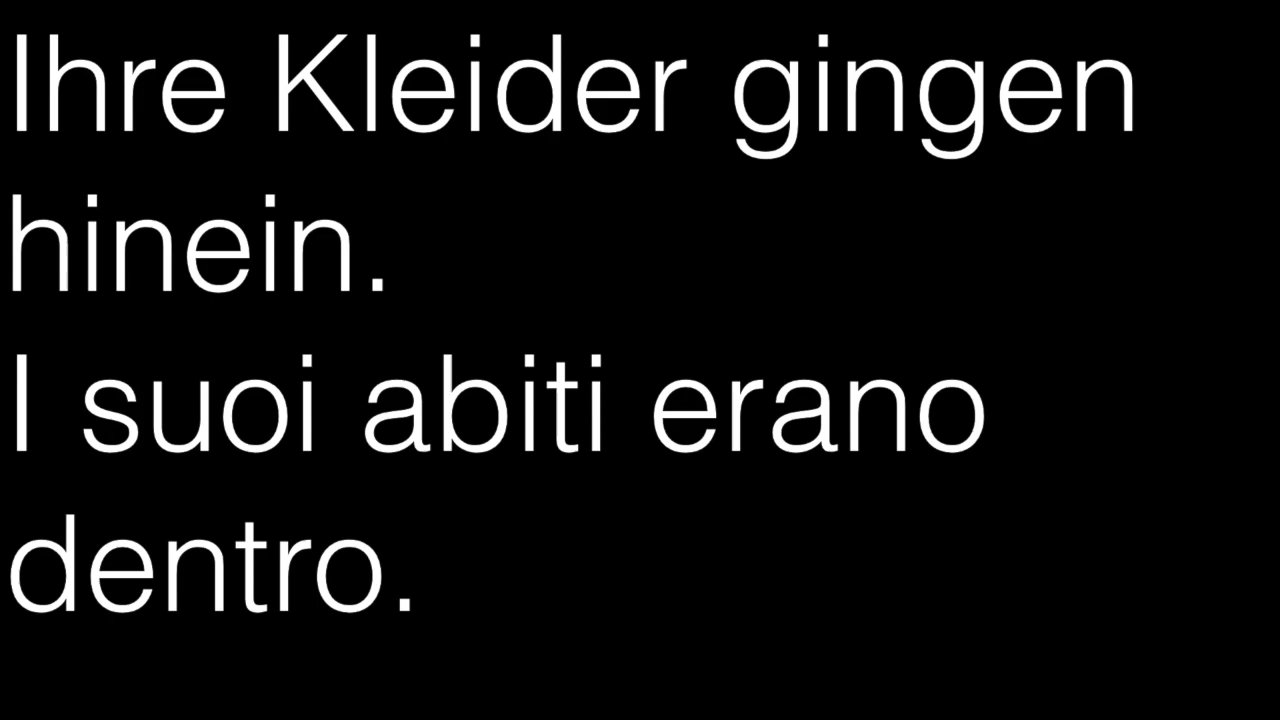 Ihre Kleider gingen
hinein.
I suoi abiti erano
dentro.